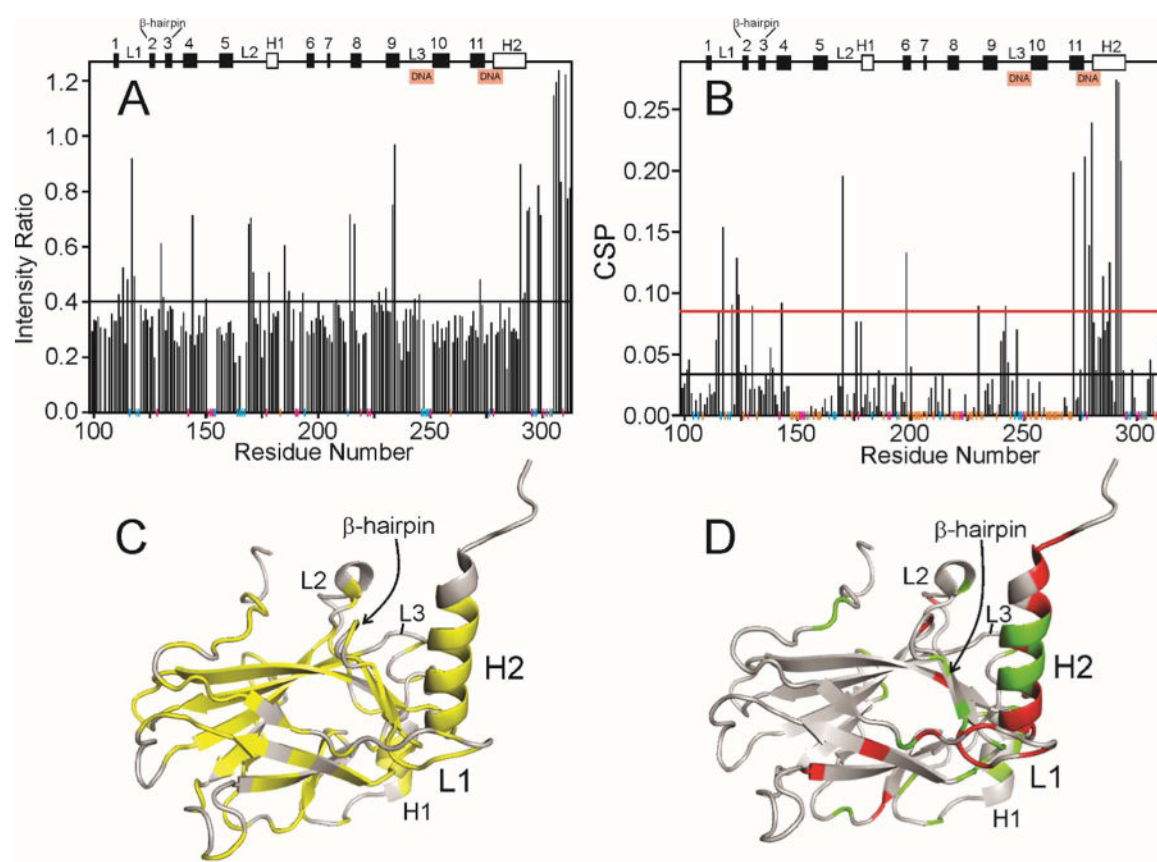 β-hairpin
1 L1 2 3 4 5 L2 H1 6 7 8 9 L3 10 11 H2
DNA DNA
A
1.2
1.0
0.8
0.6
0.4
0.2
0.0
Intensity Ratio
100 150 200 250 300
Residue Number
β-hairpin
1 L1 2 3 4 5 L2 H1 6 7 8 9 L3 10 11 H2
DNA DNA
B
0.25
0.20
0.15
0.10
0.05
0.00
CSP
100 150 200 250 300
Residue Number
C
β-hairpin
L2
L3
H2
L1
H1
D
β-hairpin
L2
L3
H2
L1
H1